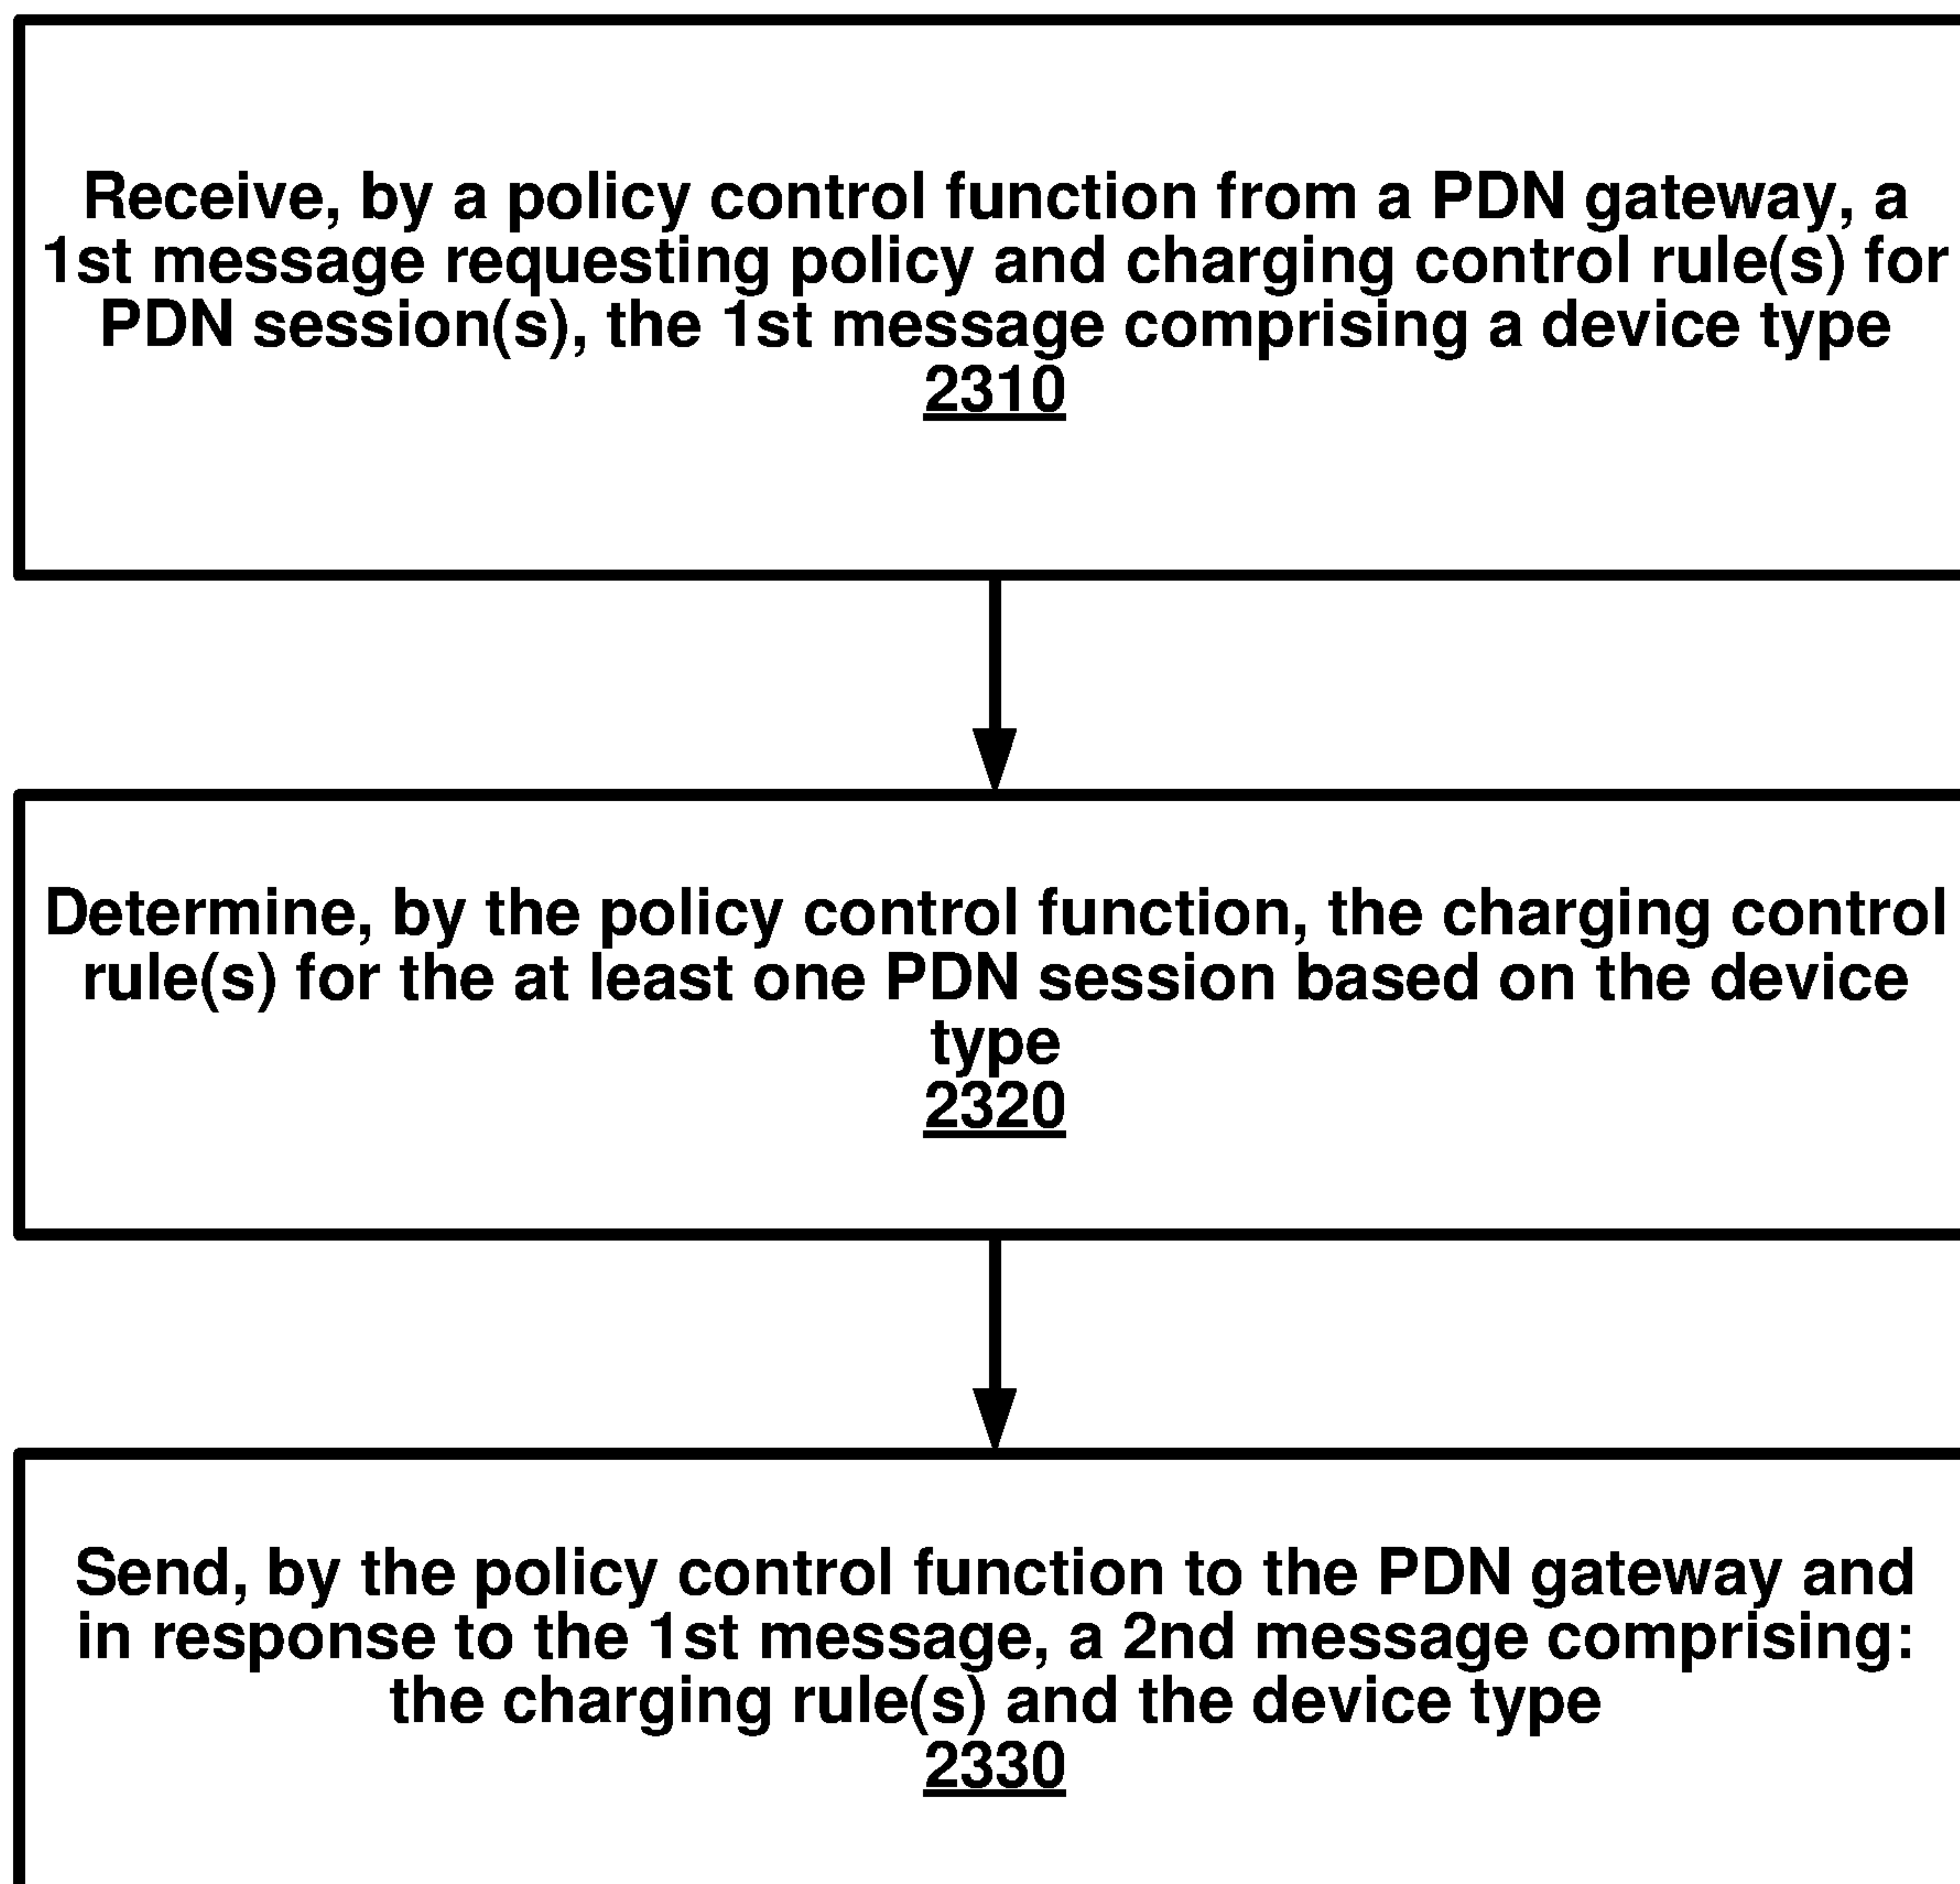 Receive, by a policy control function from a PDN gateway, a
1st message requesting policy and charging control rule(s) for
PDN session(s), the 1st message comprising a device type
2310
Determine, by the policy control function, the charging control
rule(s) for the at least one PDN session based on the device
type
2320
Send, by the policy control function to the PDN gateway and
in response to the 1st message, a 2nd message comprising:
the charging rule(s) and the device type
2330